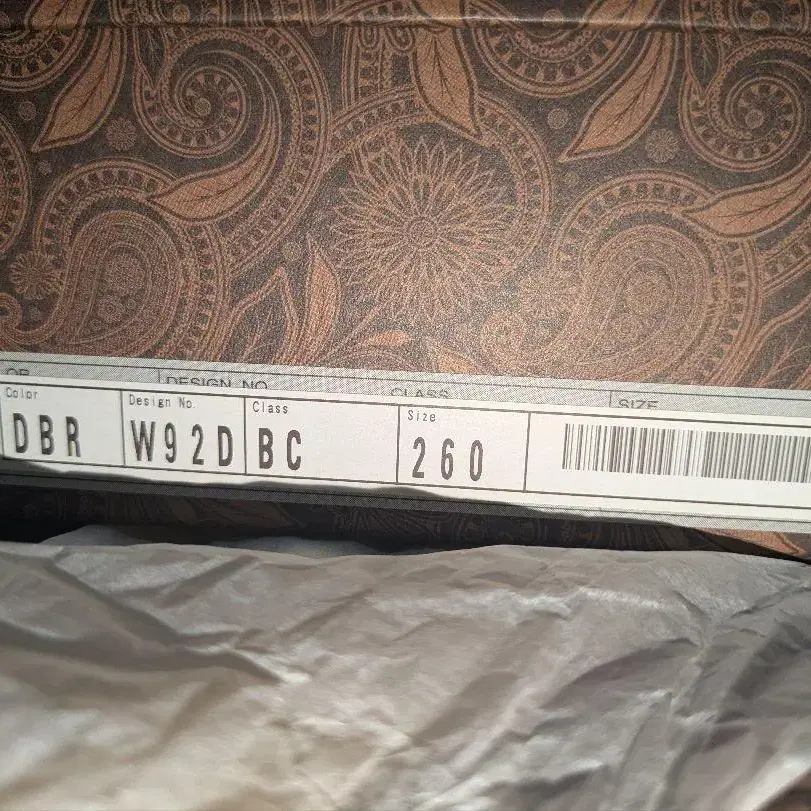 DESIGN NO
CLASS
SIZE
Color
Design No.
Class
Size
DBR
W92D
BC
260